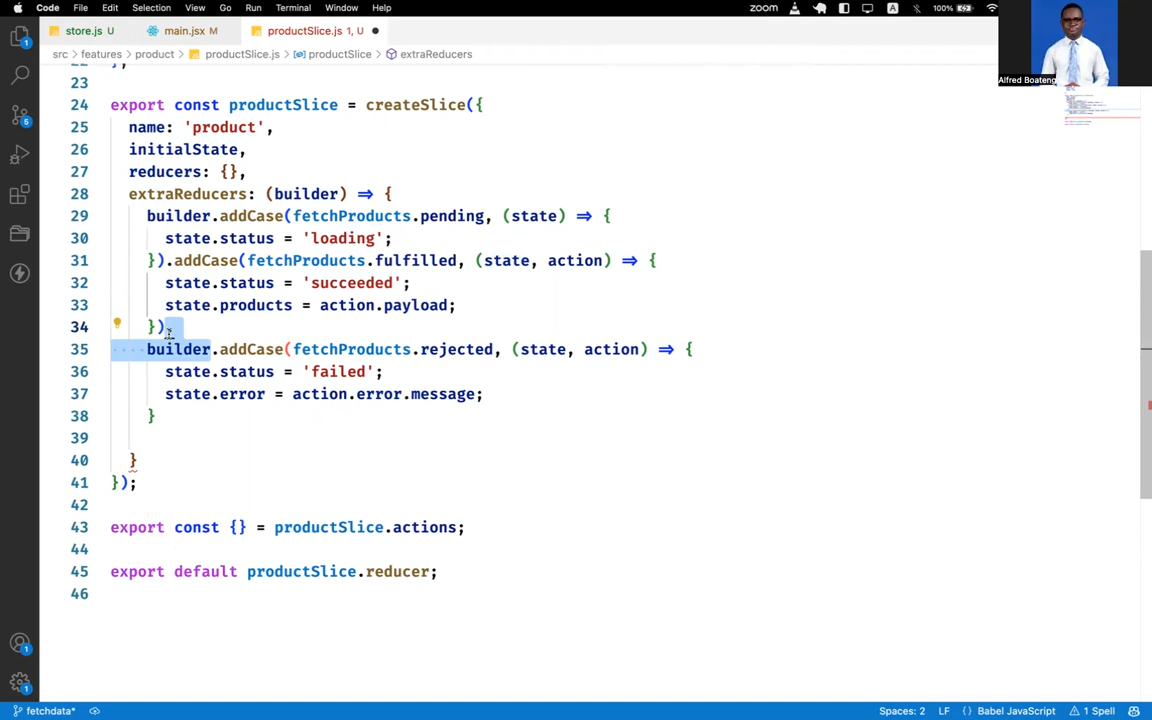 Code File Edit Selection View Go Run Terminal Window Help zoom A 100%
store.js U main.jsx M productSlice.js 1, U
Alfred Boateng
src > features > product > productSlice.js > productSlice > extraReducers
23
24 export const productSlice = createSlice({
25 name: 'product',
26 initialState,
27 reducers: {},
28 extraReducers: (builder) ⇒ {
29 builder.addCase(fetchProducts.pending, (state) ⇒ {
30 state.status = 'loading';
31 }).addCase(fetchProducts.fulfilled, (state, action) ⇒ {
32 state.status = 'succeeded';
33 state.products = action.payload;
34 })
35 ····builder.addCase(fetchProducts.rejected, (state, action) ⇒ {
36 state.status = 'failed';
37 state.error = action.error.message;
38 }
39
40 }
41 });
42
43 export const {} = productSlice.actions;
44
45 export default productSlice.reducer;
46
fetchdata* Spaces: 2 LF {} Babel JavaScript 1 Spell